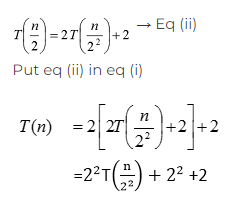 T(n/2) = 2T(n/2²) + 2 → Eq (ii)
Put eq (ii) in eq (i)
T(n) = 2[2T(n/2²) + 2] + 2
=2²T(n/2²) + 2² +2